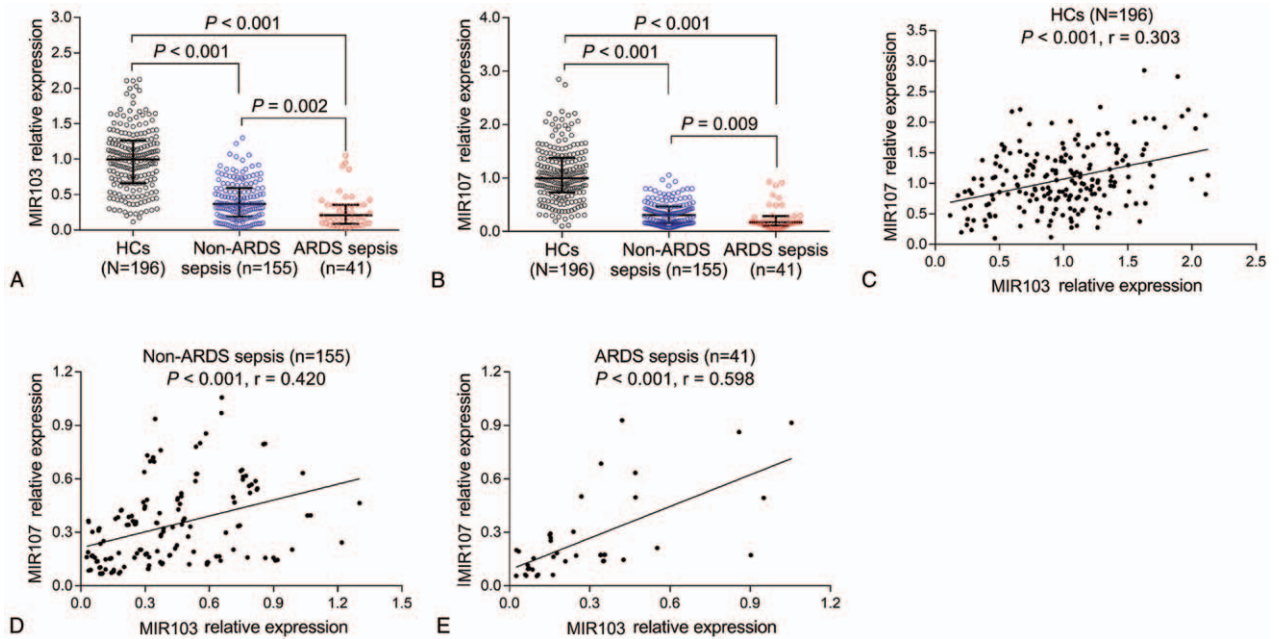 3.0
2.5
2.0
1.5
1.0
0.5
0.0
MIR103 relative expression
P < 0.001
P < 0.001
P = 0.002
HCs
(N=196)
Non-ARDS
sepsis (n=155)
ARDS sepsis
(n=41)
A
5.0
4.0
3.0
2.0
1.0
0.0
MIR107 relative expression
P < 0.001
P < 0.001
P = 0.009
HCs
(N=196)
Non-ARDS
sepsis (n=155)
ARDS sepsis
(n=41)
B
HCs (N=196)
P < 0.001, r = 0.303
3.5
3.0
2.5
2.0
1.5
1.0
0.5
0.0
MIR107 relative expression
0.0 0.5 1.0 1.5 2.0 2.5
MIR103 relative expression
C
Non-ARDS sepsis (n=155)
P < 0.001, r = 0.420
1.2
0.9
0.6
0.3
0.0
MIR107 relative expression
0.0 0.3 0.6 0.9 1.2 1.5
MIR103 relative expression
D
ARDS sepsis (n=41)
P < 0.001, r = 0.598
1.2
0.9
0.6
0.3
0.0
lMIR107 relative expression
0.0 0.3 0.6 0.9 1.2
MIR103 relative expression
E